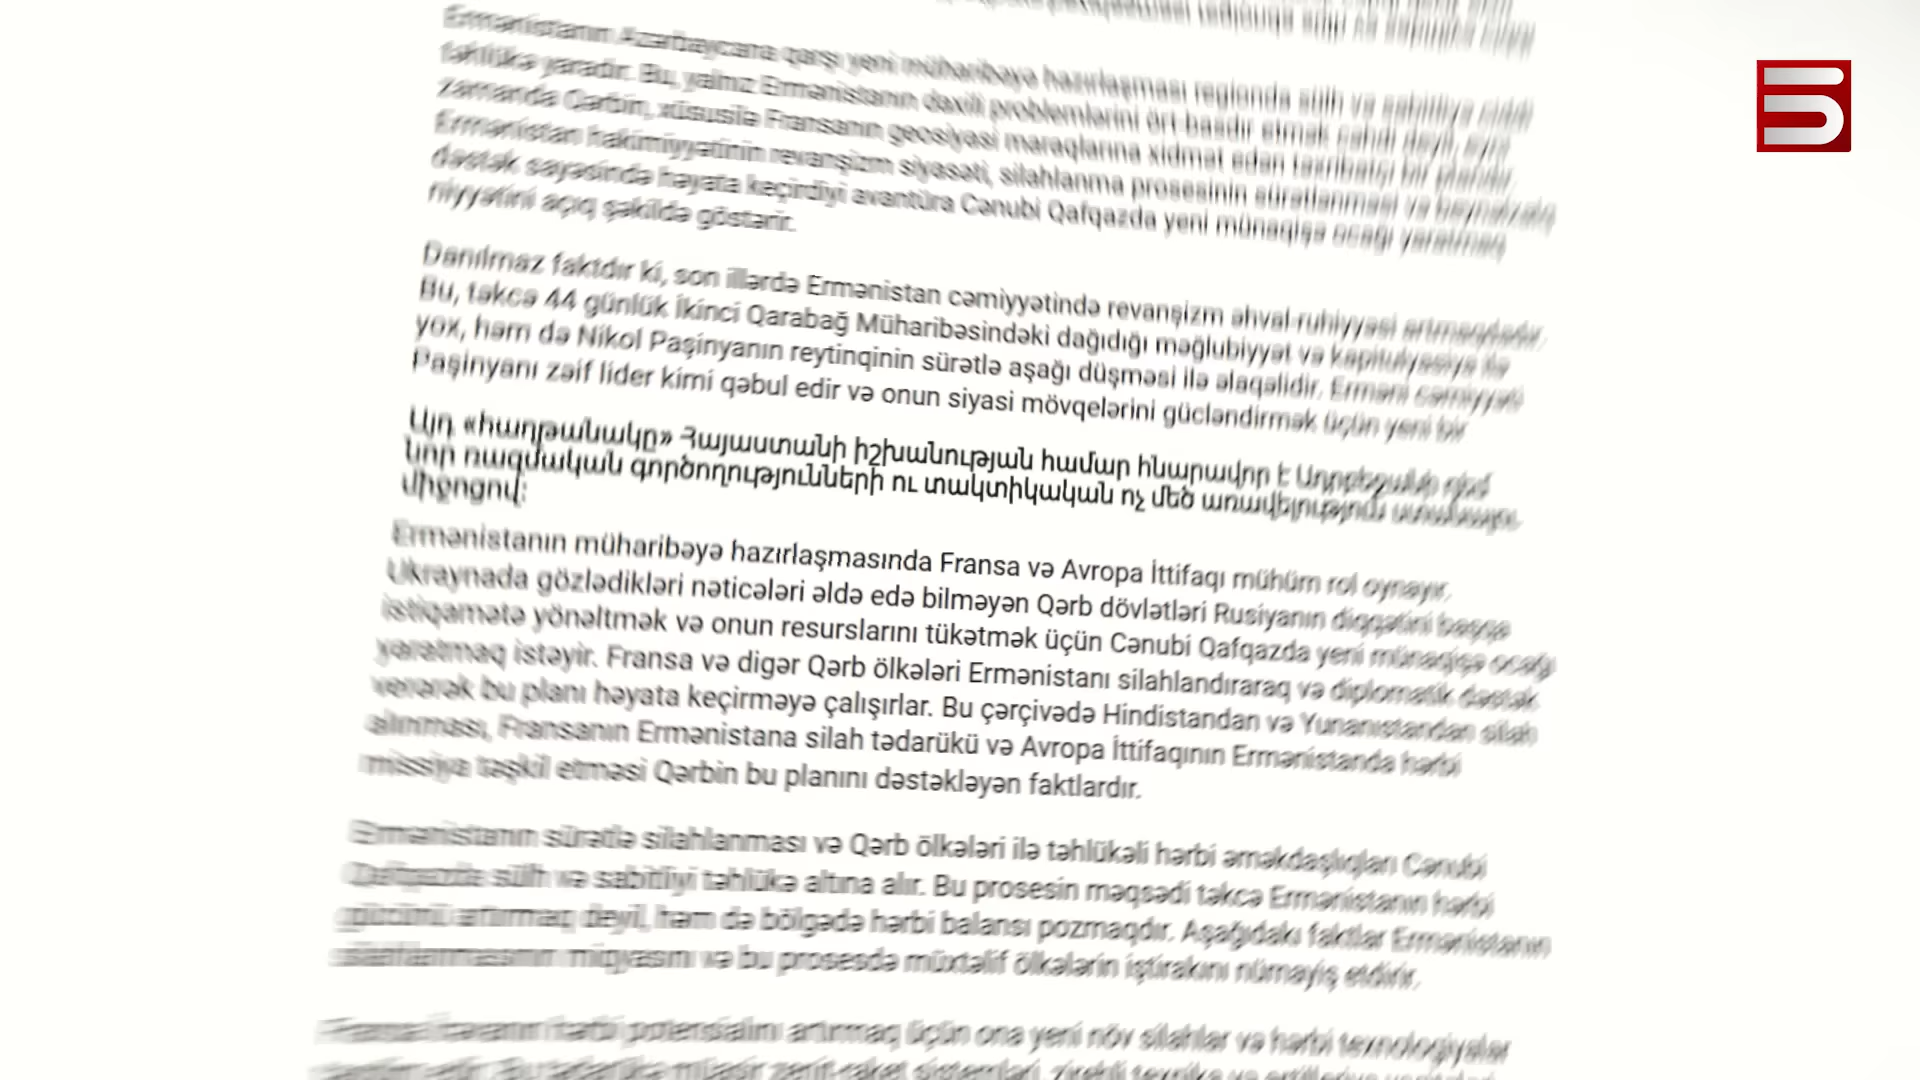 Ermənistanın Azərbaycana qarşı yeni müharibəyə hazırlaşması regionda sülh və sabitliyə ciddi
təhlükə yaradır. Bu, yalnız Ermənistanın daxili problemlərini ört-basdır etmək cəhdi deyil, eyni
zamanda Qərbin, xüsusilə Fransanın geosiyasi maraqlarına xidmət edən təxribatçı bir plandır.
Ermənistan hakimiyyətinin revanşizm siyasəti, silahlanma prosesinin sürətlənməsi və beynəlxalq
dəstək sayəsində həyata keçirdiyi avantüra Cənubi Qafqazda yeni münaqişə ocağı yaratmaq
niyyətini açıq şəkildə göstərir.
Danılmaz faktdır ki, son illərdə Ermənistan cəmiyyətində revanşizm əhval-ruhiyyəsi artmaqdadır.
Bu, təkcə 44 günlük İkinci Qarabağ Müharibəsindəki dağıdığı məğlubiyyət və kapitulyasiya ilə
yox, həm də Nikol Paşinyanın reytinqinin sürətlə aşağı düşməsi ilə əlaqəlidir. Erməni cəmiyyəti
Paşinyanı zəif lider kimi qəbul edir və onun siyasi mövqelərini gücləndirmək üçün yeni bir
Այդ «հաղթանակը» Հայաստանի իշխանության համար հնարավոր է Ադրբեջանի դեմ
նոր ռազմական գործողությունների ու տակտիկական ոչ մեծ առավելություն ստանալու
միջոցով:
Ermənistanın müharibəyə hazırlaşmasında Fransa və Avropa İttifaqı mühüm rol oynayır.
Ukraynada gözlədikləri nəticələri əldə edə bilməyən Qərb dövlətləri Rusiyanın diqqətini başqa
istiqamətə yönəltmək və onun resurslarını tükətmək üçün Cənubi Qafqazda yeni münaqişə ocağı
yaratmaq istəyir. Fransa və digər Qərb ölkələri Ermənistanı silahlandıraraq və diplomatik dəstək
verərək bu planı həyata keçirməyə çalışırlar. Bu çərçivədə Hindistandan və Yunanıstandan silah
alınması, Fransanın Ermənistana silah tədarükü və Avropa İttifaqının Ermənistanda hərbi
missiya təşkil etməsi Qərbin bu planını dəstəkləyən faktlardır.
Ermənistanın sürətlə silahlanması və Qərb ölkələri ilə təhlükəli hərbi əməkdaşlıqları Cənubi
Qafqazda sülh və sabitliyi təhlükə altına alır. Bu prosesin məqsədi təkcə Ermənistanın hərbi
gücünü artırmaq deyil, həm də bölgədə hərbi balansı pozmaqdır. Aşağıdakı faktlar Ermənistanın
silahlanmasının miqyasını və bu prosesdə müxtəlif ölkələrin iştirakını nümayiş etdirir.
hərbi potensialını artırmaq üçün ona yeni növ silahlar və hərbi texnologiyalar